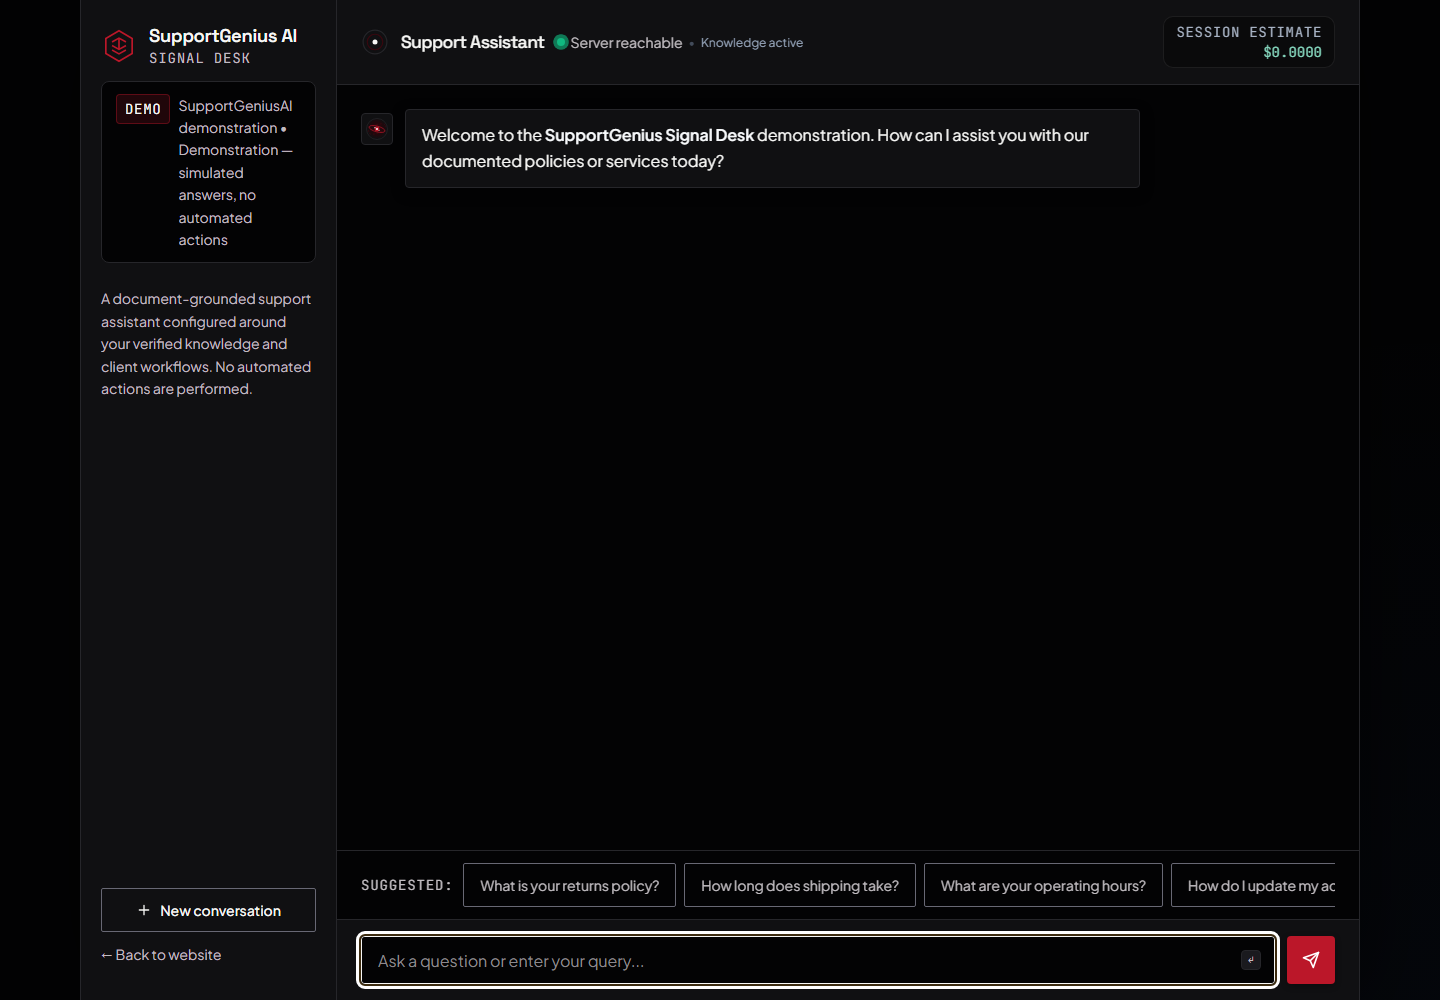 SupportGenius AI
SIGNAL DESK
DEMO
SupportGeniusAI
demonstration •
Demonstration —
simulated
answers, no
automated
actions
A document-grounded support
assistant configured around
your verified knowledge and
client workflows. No automated
actions are performed.
+ New conversation
← Back to website
Support Assistant Server reachable • Knowledge active
SESSION ESTIMATE
$0.0000
Welcome to the SupportGenius Signal Desk demonstration. How can I assist you with our
documented policies or services today?
SUGGESTED: What is your returns policy? How long does shipping take? What are your operating hours? How do I update my ac
Ask a question or enter your query... ↵